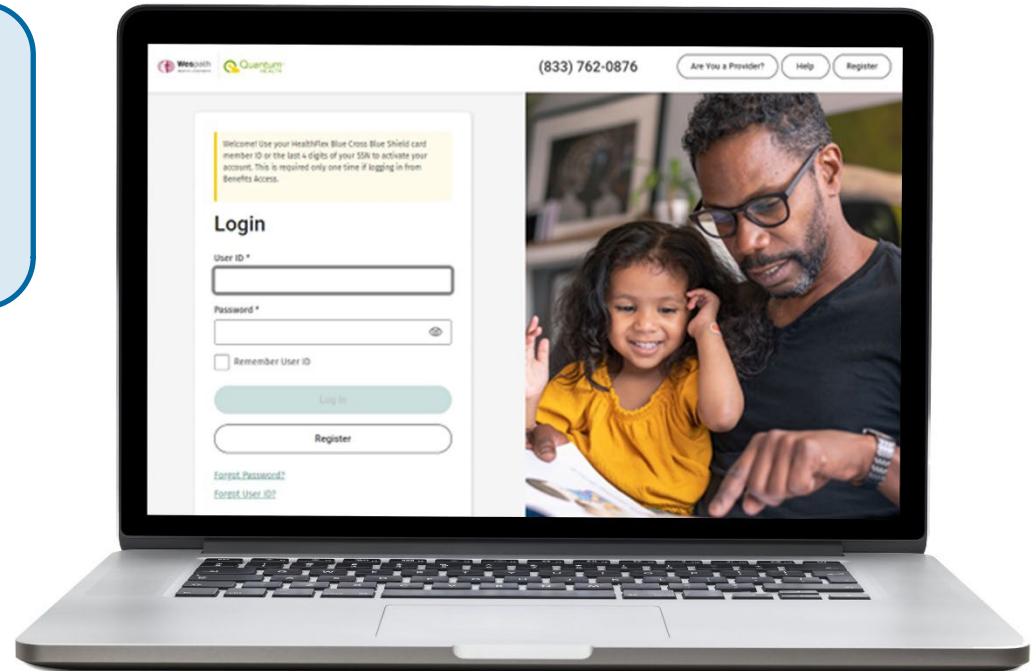 Wespath
Quantum
HEALTH
(833) 762-0876
Are You a Provider?
Help
Register
Welcome! Use your HealthFlex Blue Cross Blue Shield card
member ID or the last 4 digits of your SSN to activate your
account. This is required only one time if logging in from
Benefits Access.
Login
User ID *
Password *
Remember User ID
Log In
Register
Forgot Password?
Forgot User ID?